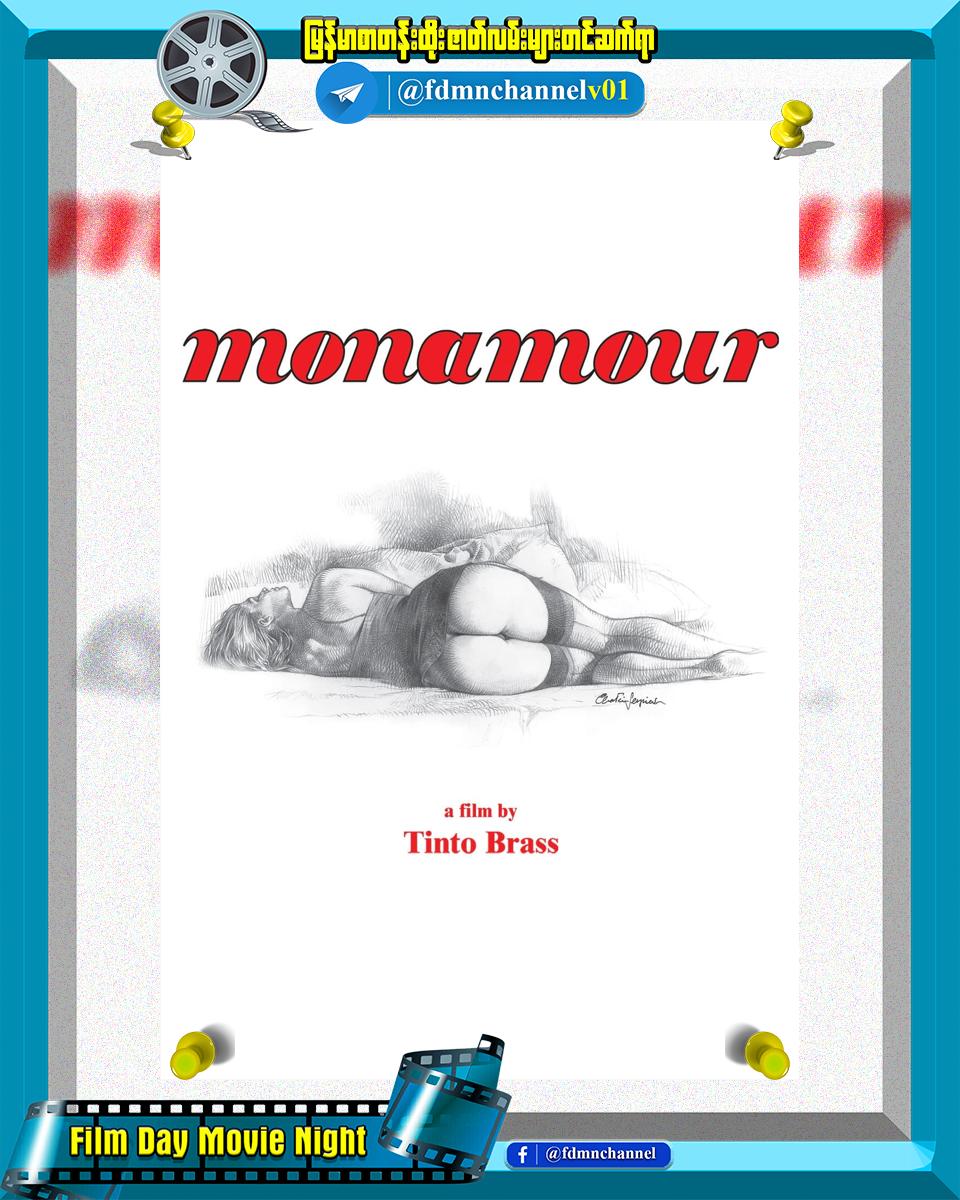 မြန်မာစာတန်းထိုးဇာတ်လမ်းများတင်ဆက်ရာ
@fdmnchannelv01
monamour
a film by
Tinto Brass
Film Day Movie Night
@fdmnchannel